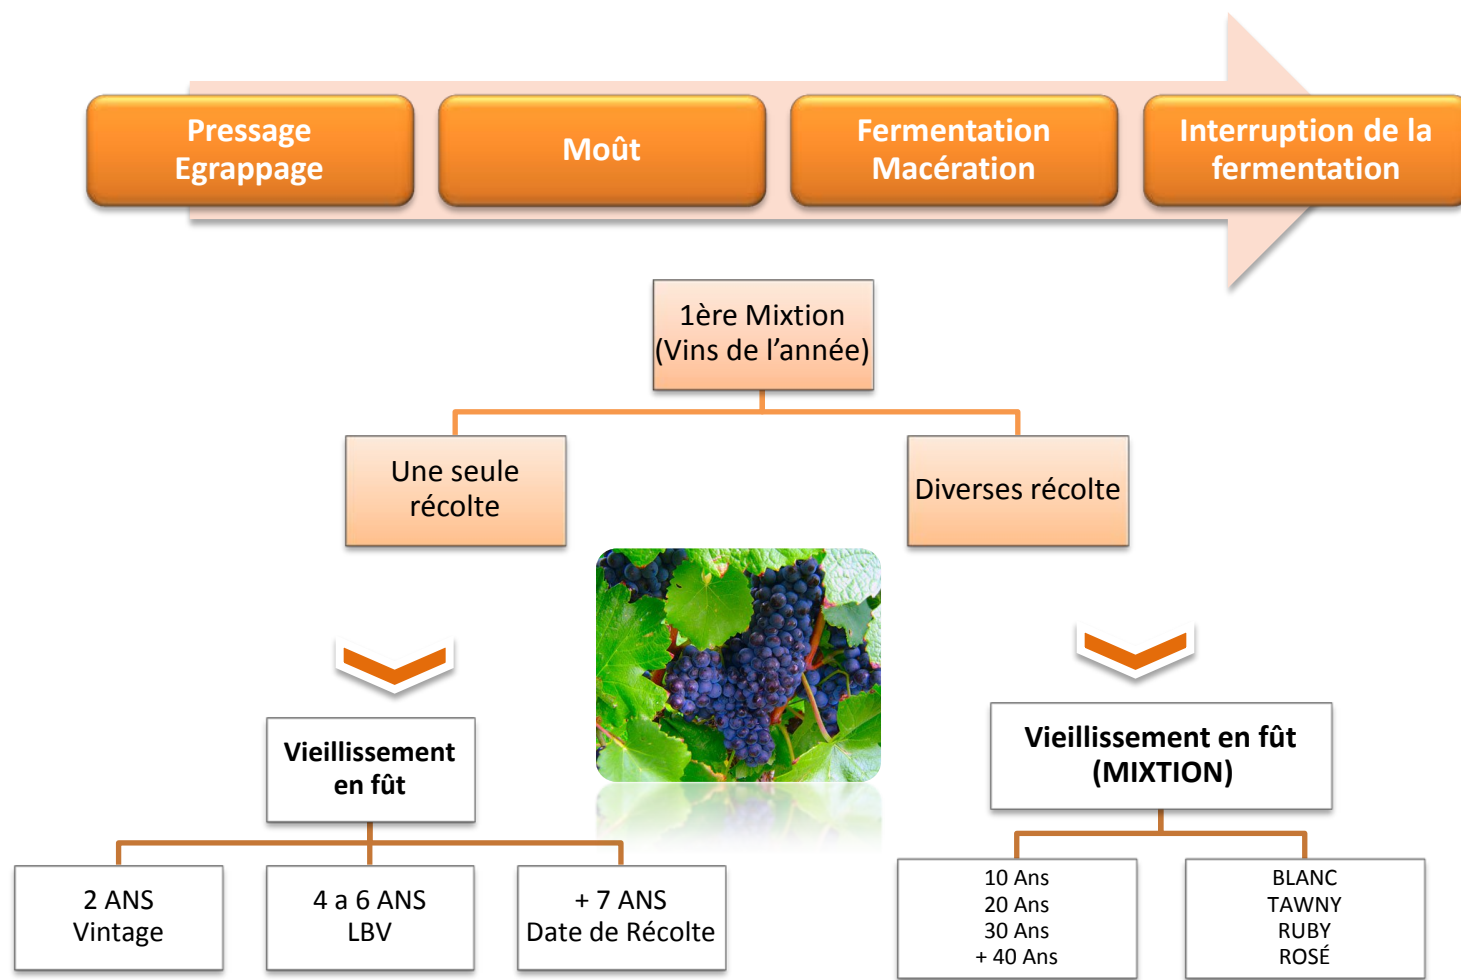 Pressage
Egrappage
Moût
Fermentation
Macération
Interruption de la
fermentation
1ère Mixtion
(Vins de l’année)
Une seule
récolte
Diverses récolte
Vieillissement
en fût
Vieillissement en fût
(MIXTION)
2 ANS
Vintage
4 a 6 ANS
LBV
+ 7 ANS
Date de Récolte
10 Ans
20 Ans
30 Ans
+ 40 Ans
BLANC
TAWNY
RUBY
ROSÉ